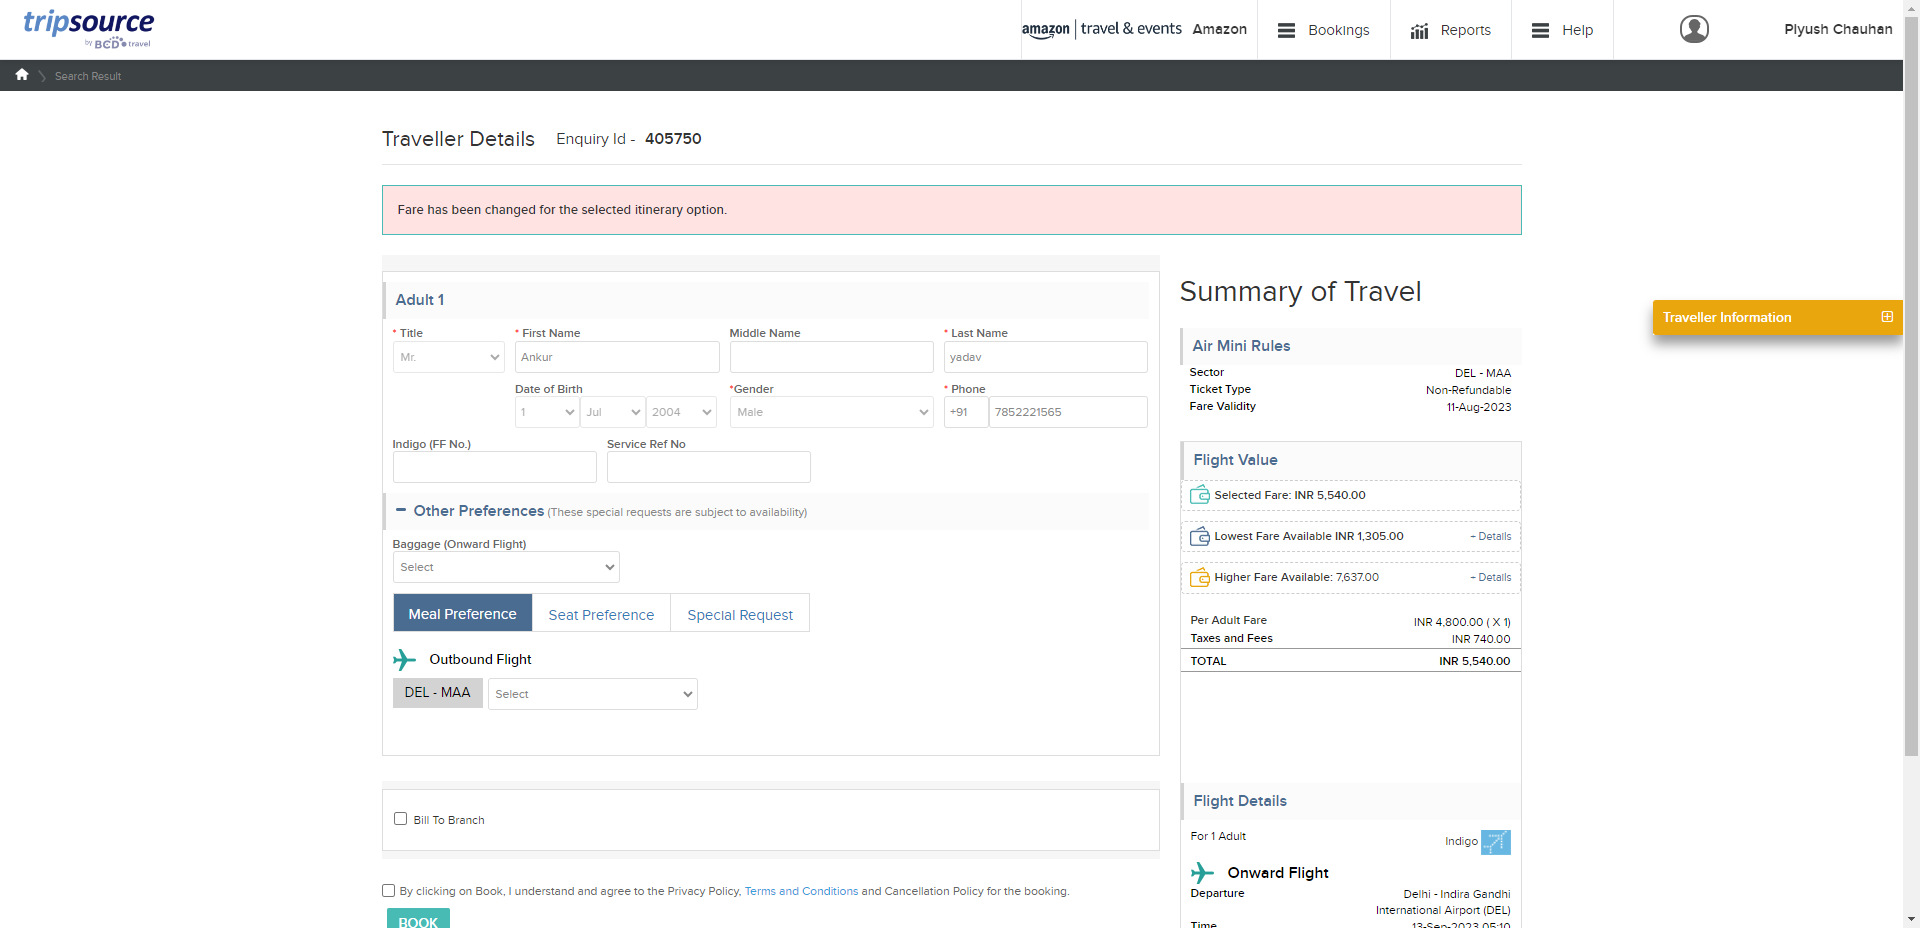 tripsource
by BCD travel
amazon | travel & events Amazon
Bookings
Reports
Help
Piyush Chauhan
Search Result
Traveller Details Enquiry Id - 405750
Fare has been changed for the selected itinerary option.
Adult 1
* Title * First Name Middle Name * Last Name
Mr. Ankur yadav
Date of Birth *Gender * Phone
1 Jul 2004 Male +91 7852221565
Indigo (FF No.) Service Ref No
Other Preferences (These special requests are subject to availability)
Baggage (Onward Flight)
Select
Meal Preference Seat Preference Special Request
Outbound Flight
DEL - MAA Select
Bill To Branch
By clicking on Book, I understand and agree to the Privacy Policy, Terms and Conditions and Cancellation Policy for the booking.
BOOK
Summary of Travel
Air Mini Rules
Sector DEL - MAA
Ticket Type Non-Refundable
Fare Validity 11-Aug-2023
Flight Value
Selected Fare: INR 5,540.00
Lowest Fare Available INR 1,305.00 + Details
Higher Fare Available: 7,637.00 + Details
Per Adult Fare INR 4,800.00 ( X 1)
Taxes and Fees INR 740.00
TOTAL INR 5,540.00
Flight Details
For 1 Adult Indigo
Onward Flight
Departure Delhi - Indira Gandhi
International Airport (DEL)
Time 13-Sep-2023 05:10
Traveller Information